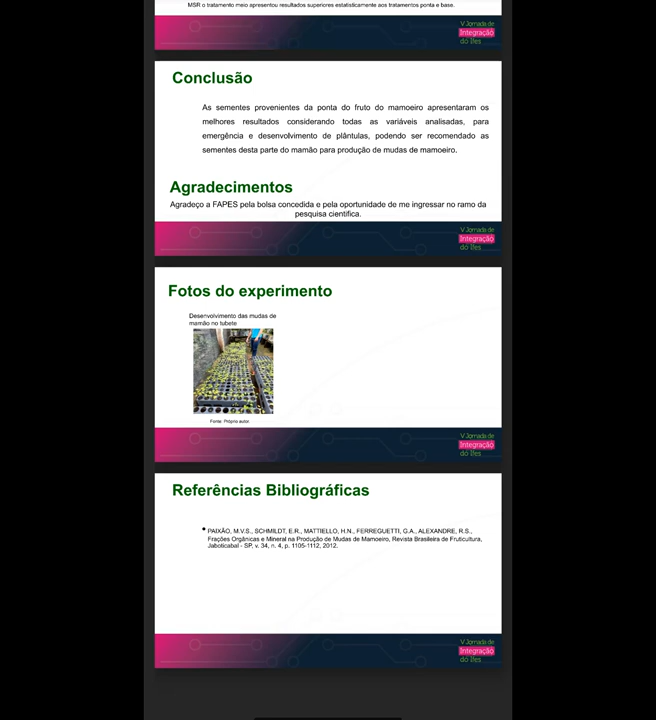 MSR o tratamento meio apresentou resultados superiores estatisticamente aos tratamentos ponta e base.
V Jornada de
Integração
do Ifes
Conclusão
As sementes provenientes da ponta do fruto do mamoeiro apresentaram os
melhores resultados considerando todas as variáveis analisadas, para
emergência e desenvolvimento de plântulas, podendo ser recomendado as
sementes desta parte do mamão para produção de mudas de mamoeiro.
Agradecimentos
Agradeço a FAPES pela bolsa concedida e pela oportunidade de me ingressar no ramo da
pesquisa cientifica.
V Jornada de
Integração
do Ifes
Fotos do experimento
Desenvolvimento das mudas de
mamão no tubete
Fonte: Próprio autor.
V Jornada de
Integração
do Ifes
Referências Bibliográficas
• PAIXÃO, M.V.S., SCHMILDT, E.R., MATTIELLO, H.N., FERREGUETTI, G.A., ALEXANDRE, R.S.,
Frações Orgânicas e Mineral na Produção de Mudas de Mamoeiro, Revista Brasileira de Fruticultura,
Jaboticabal - SP, v. 34, n. 4, p. 1105-1112, 2012.
V Jornada de
Integração
do Ifes